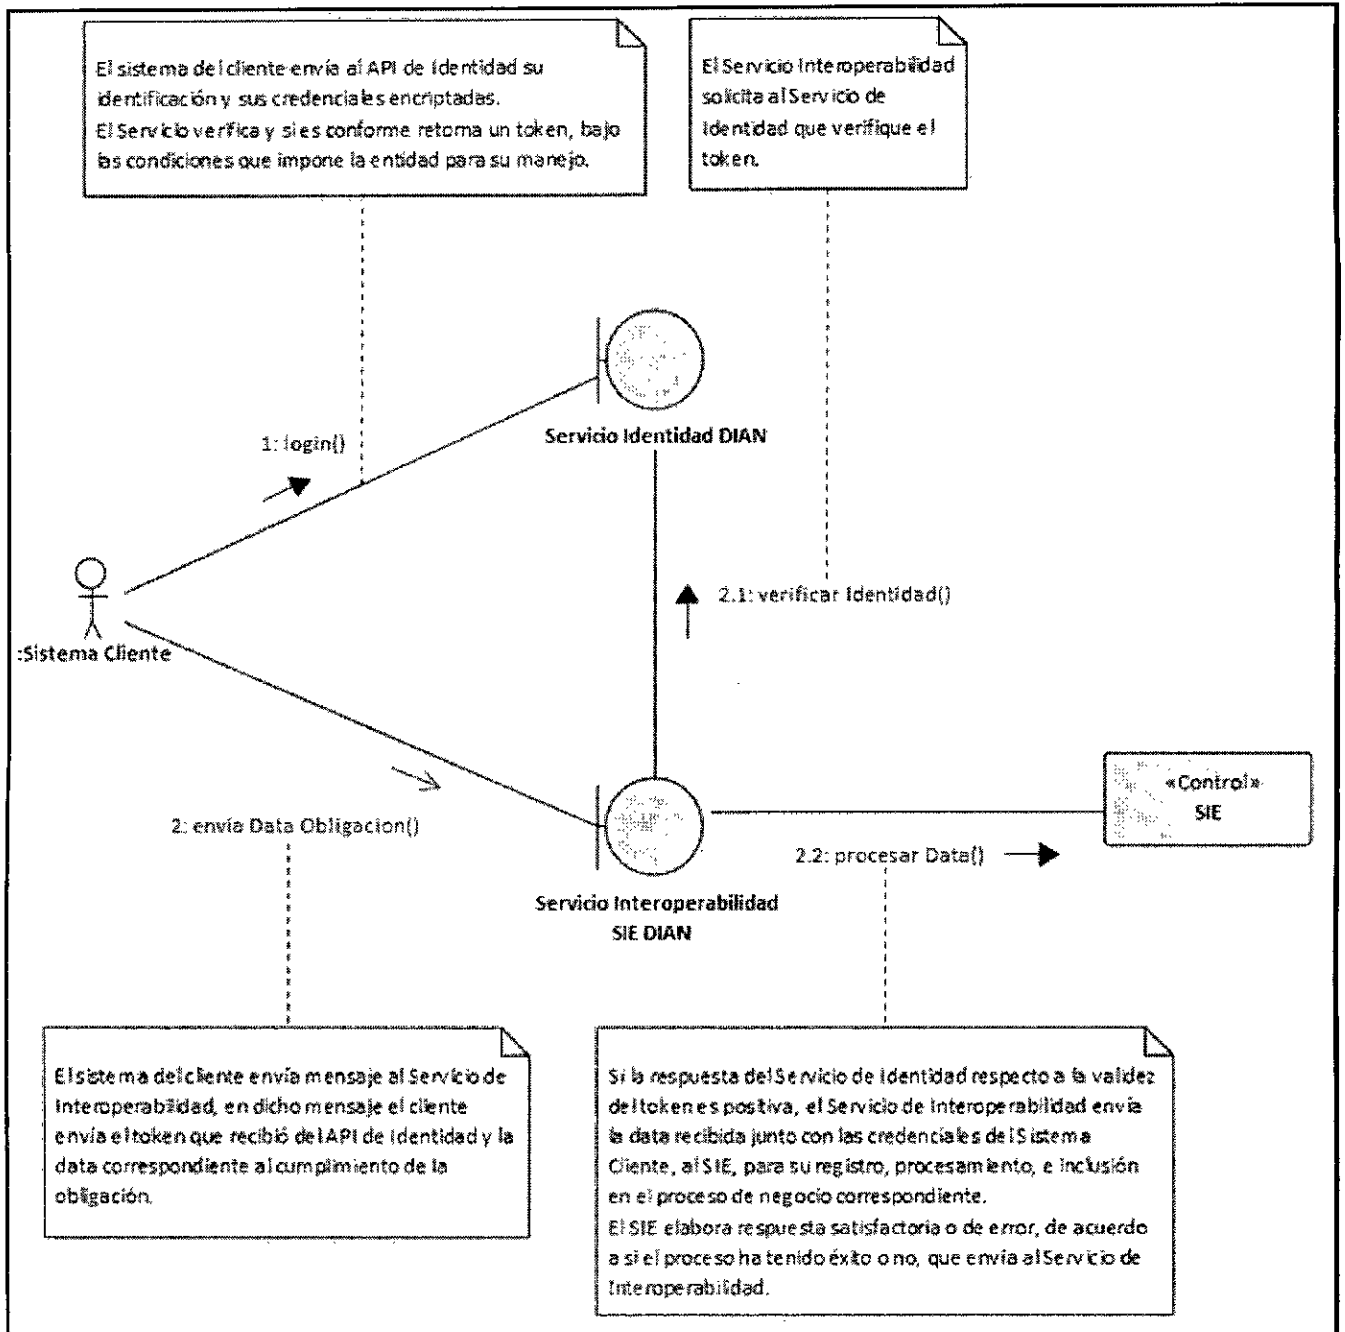 El sistema del cliente envía al API de Identidad su
identificación y sus credenciales encriptadas.
El Servicio verifica y si es conforme retorna un token, bajo
las condiciones que impone la entidad para su manejo.
El Servicio Interoperabilidad
solicita al Servicio de
Identidad que verifique el
token.
Servicio Identidad DIAN
1: login()
2.1: verificar Identidad()
:Sistema Cliente
«Control»
SIE
2: envía Data Obligacion()
2.2: procesar Data()
Servicio Interoperabilidad
SIE DIAN
El sistema del cliente envía mensaje al Servicio de
Interoperabilidad, en dicho mensaje el cliente
envía el token que recibió del API de Identidad y la
data correspondiente al cumplimiento de la
obligación.
Si la respuesta del Servicio de Identidad respecto a la validez
del token es postiva, el Servicio de Interoperabilidad envía
la data recibida junto con las credenciales del Sistema
Cliente, al SIE, para su registro, procesamiento, e inclusión
en el proceso de negocio correspondiente.
El SIE elabora respuesta satisfactoria o de error, de acuerdo
a si el proceso ha tenido éxito o no, que envía al Servicio de
Interoperabilidad.